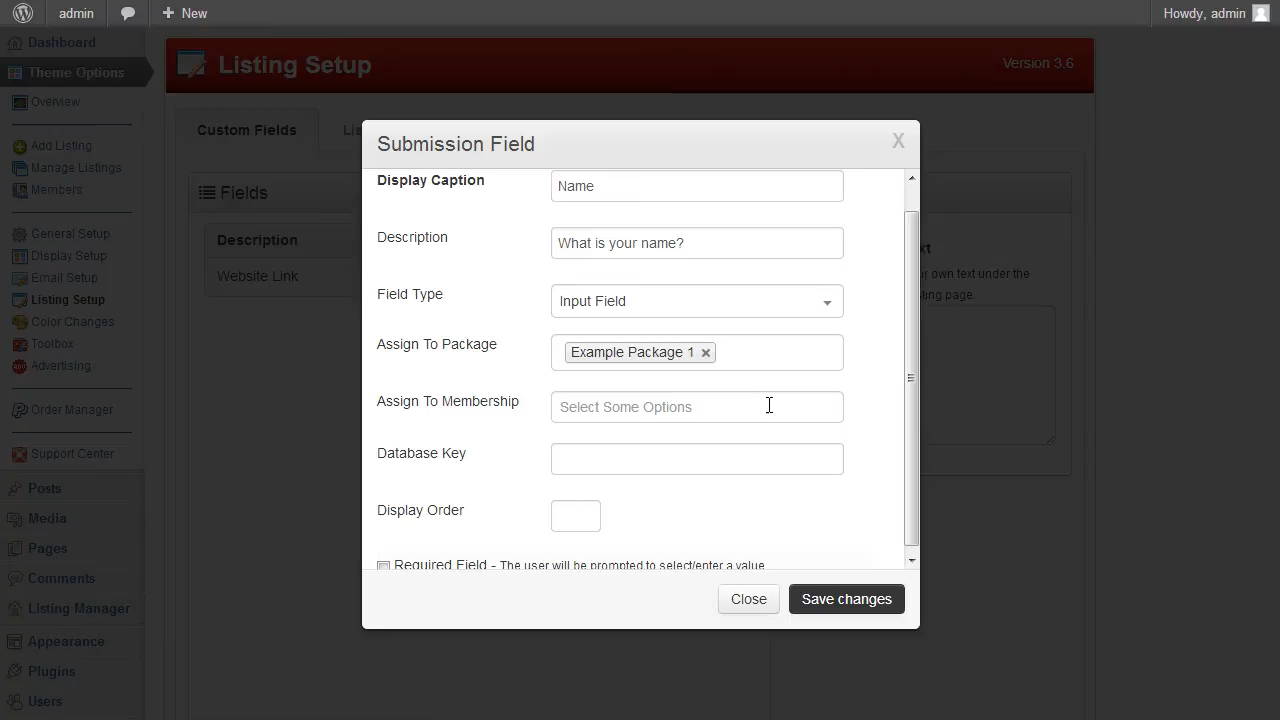 admin
New
Howdy, admin
Dashboard
Theme Options
Overview
Add Listing
Manage Listings
Members
General Setup
Display Setup
Email Setup
Listing Setup
Color Changes
Toolbox
Advertising
Order Manager
Support Center
Posts
Media
Pages
Comments
Listing Manager
Appearance
Plugins
Users
Listing Setup
Version 3.6
Custom Fields
Fields
Description
Website Link
own text under the
Submission Field
X
Display Caption
Name
Description
What is your name?
Field Type
Input Field
Assign To Package
Example Package 1
Assign To Membership
Select Some Options
Database Key
Display Order
Required Field - The user will be prompted to select/enter a value
Close
Save changes